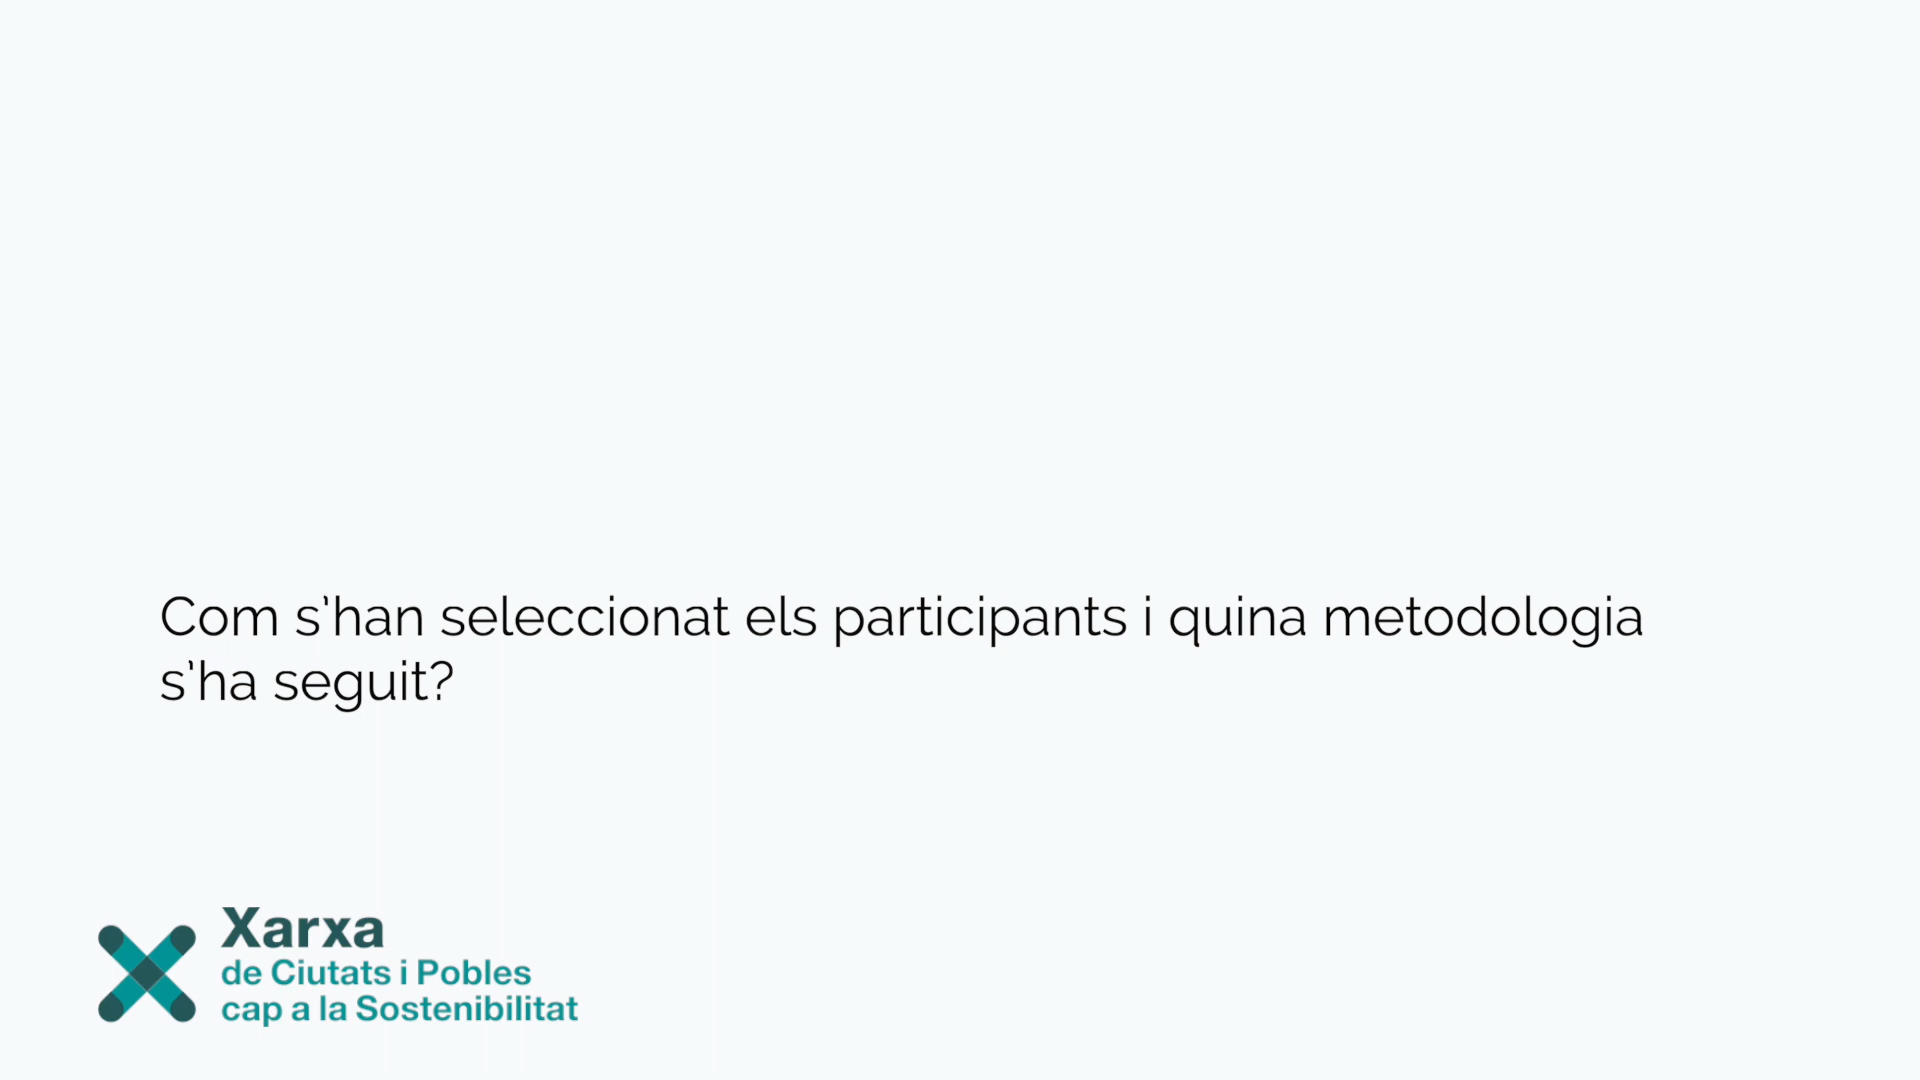 Com s'han seleccionat els participants i quina metodologia
s'ha seguit?
Xarxa
de Ciutats i Pobles
cap a la Sostenibilitat